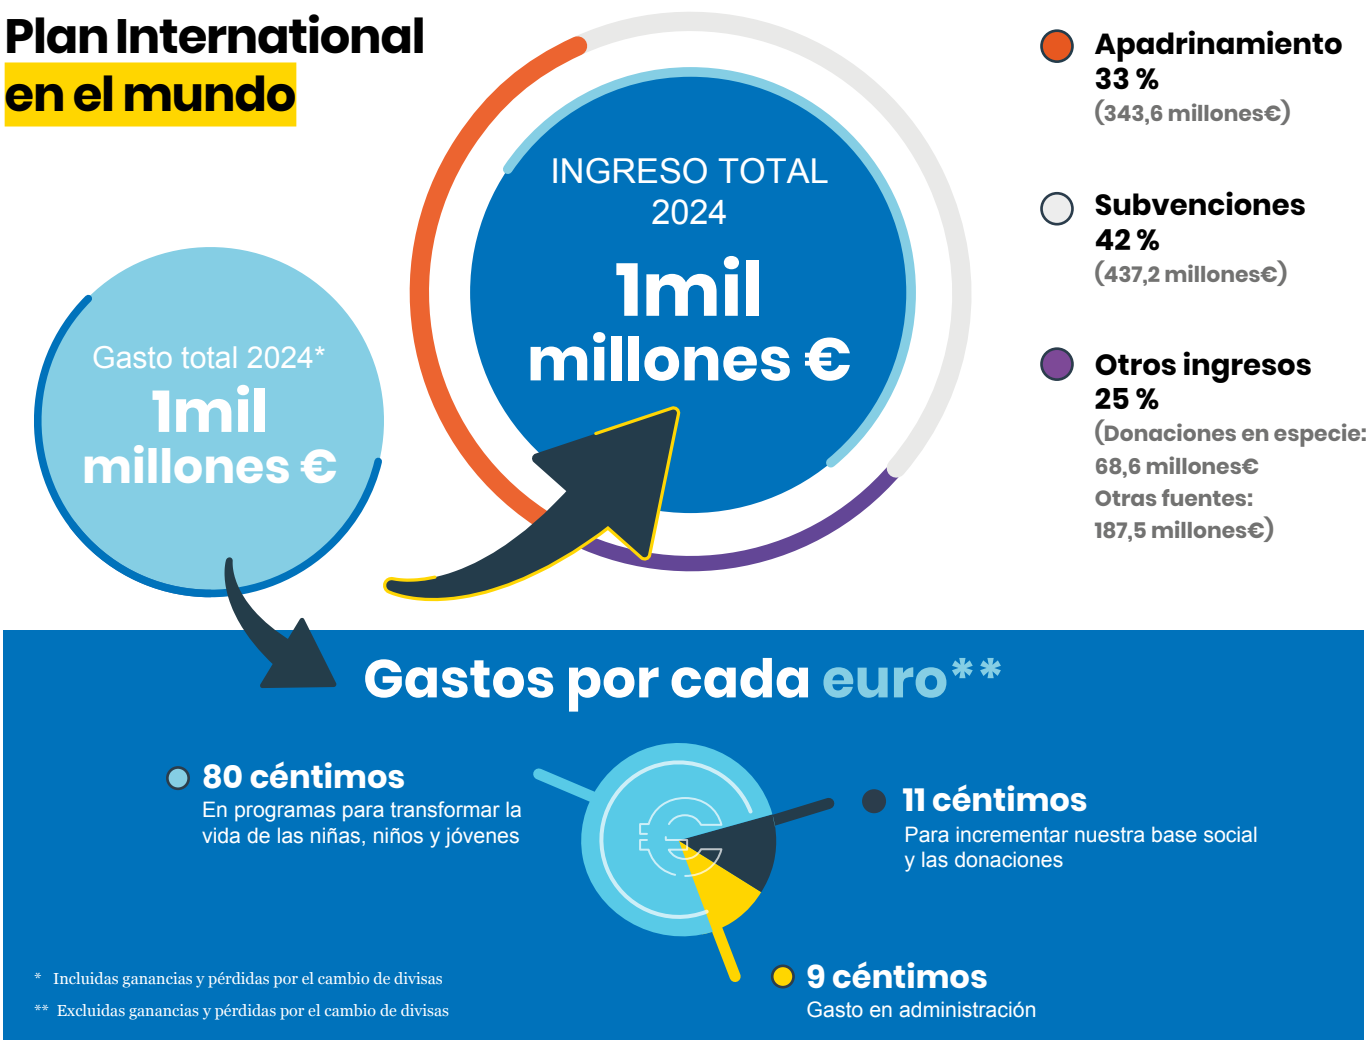 Plan International
en el mundo
INGRESO TOTAL
2024
1mil
millones €
Gasto total 2024*
1mil
millones €
Apadrinamiento
33 %
(343,6 millones€)
Subvenciones
42 %
(437,2 millones€)
Otros ingresos
25 %
(Donaciones en especie:
68,6 millones€
Otras fuentes:
187,5 millones€)
Gastos por cada euro**
80 céntimos
En programas para transformar la
vida de las niñas, niños y jóvenes
€
11 céntimos
Para incrementar nuestra base social
y las donaciones
9 céntimos
Gasto en administración
* Incluidas ganancias y pérdidas por el cambio de divisas
** Excluidas ganancias y pérdidas por el cambio de divisas